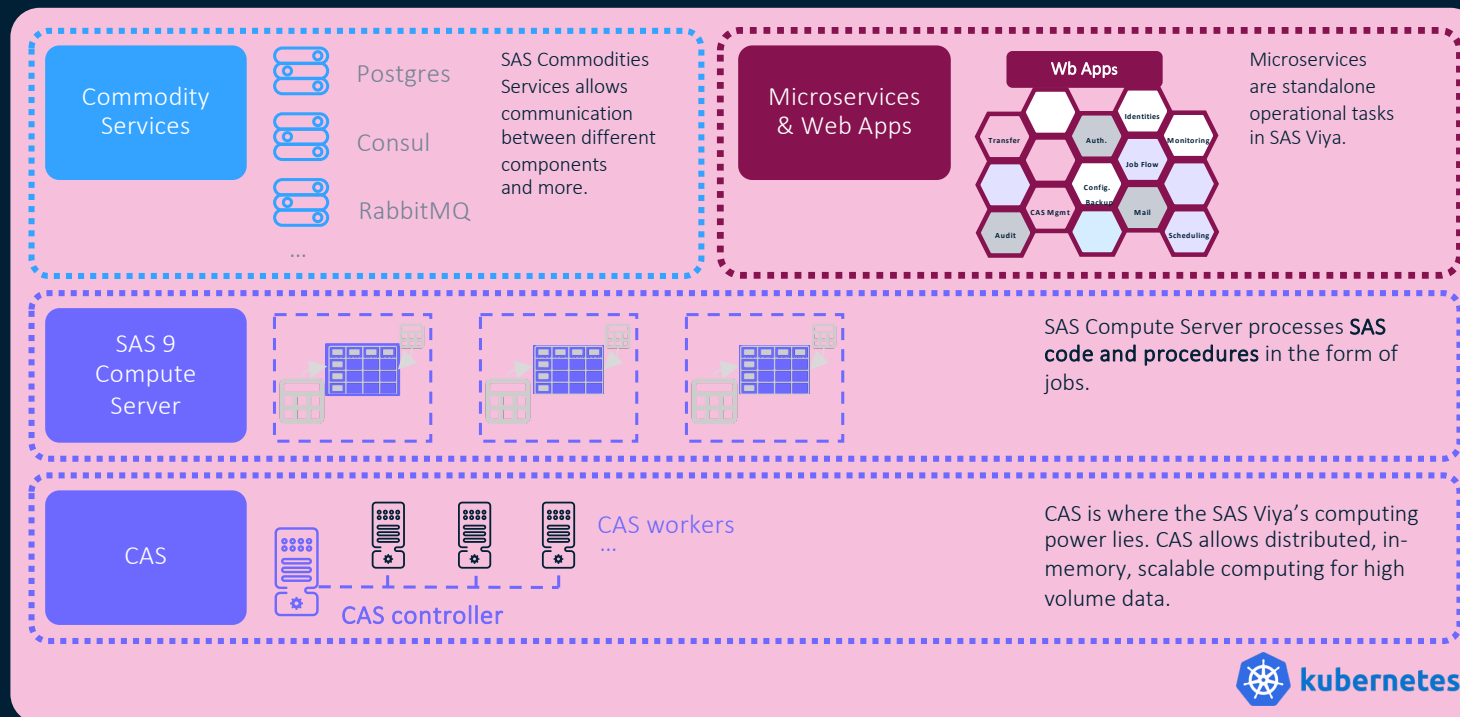 Commodity
Services
Postgres
Consul
RabbitMQ
...
SAS Commodities
Services allows
communication
between different
components
and more.
Microservices
& Web Apps
Wb Apps
Identities
Transfer
Auth.
Monitoring
Job Flow
Config.
Backup
CAS Mgmt
Mail
Audit
Scheduling
Microservices
are standalone
operational tasks
in SAS Viya.
SAS 9
Compute
Server
SAS Compute Server processes SAS
code and procedures in the form of
jobs.
CAS
CAS workers
...
CAS controller
CAS is where the SAS Viya’s computing
power lies. CAS allows distributed, in-
memory, scalable computing for high
volume data.
kubernetes